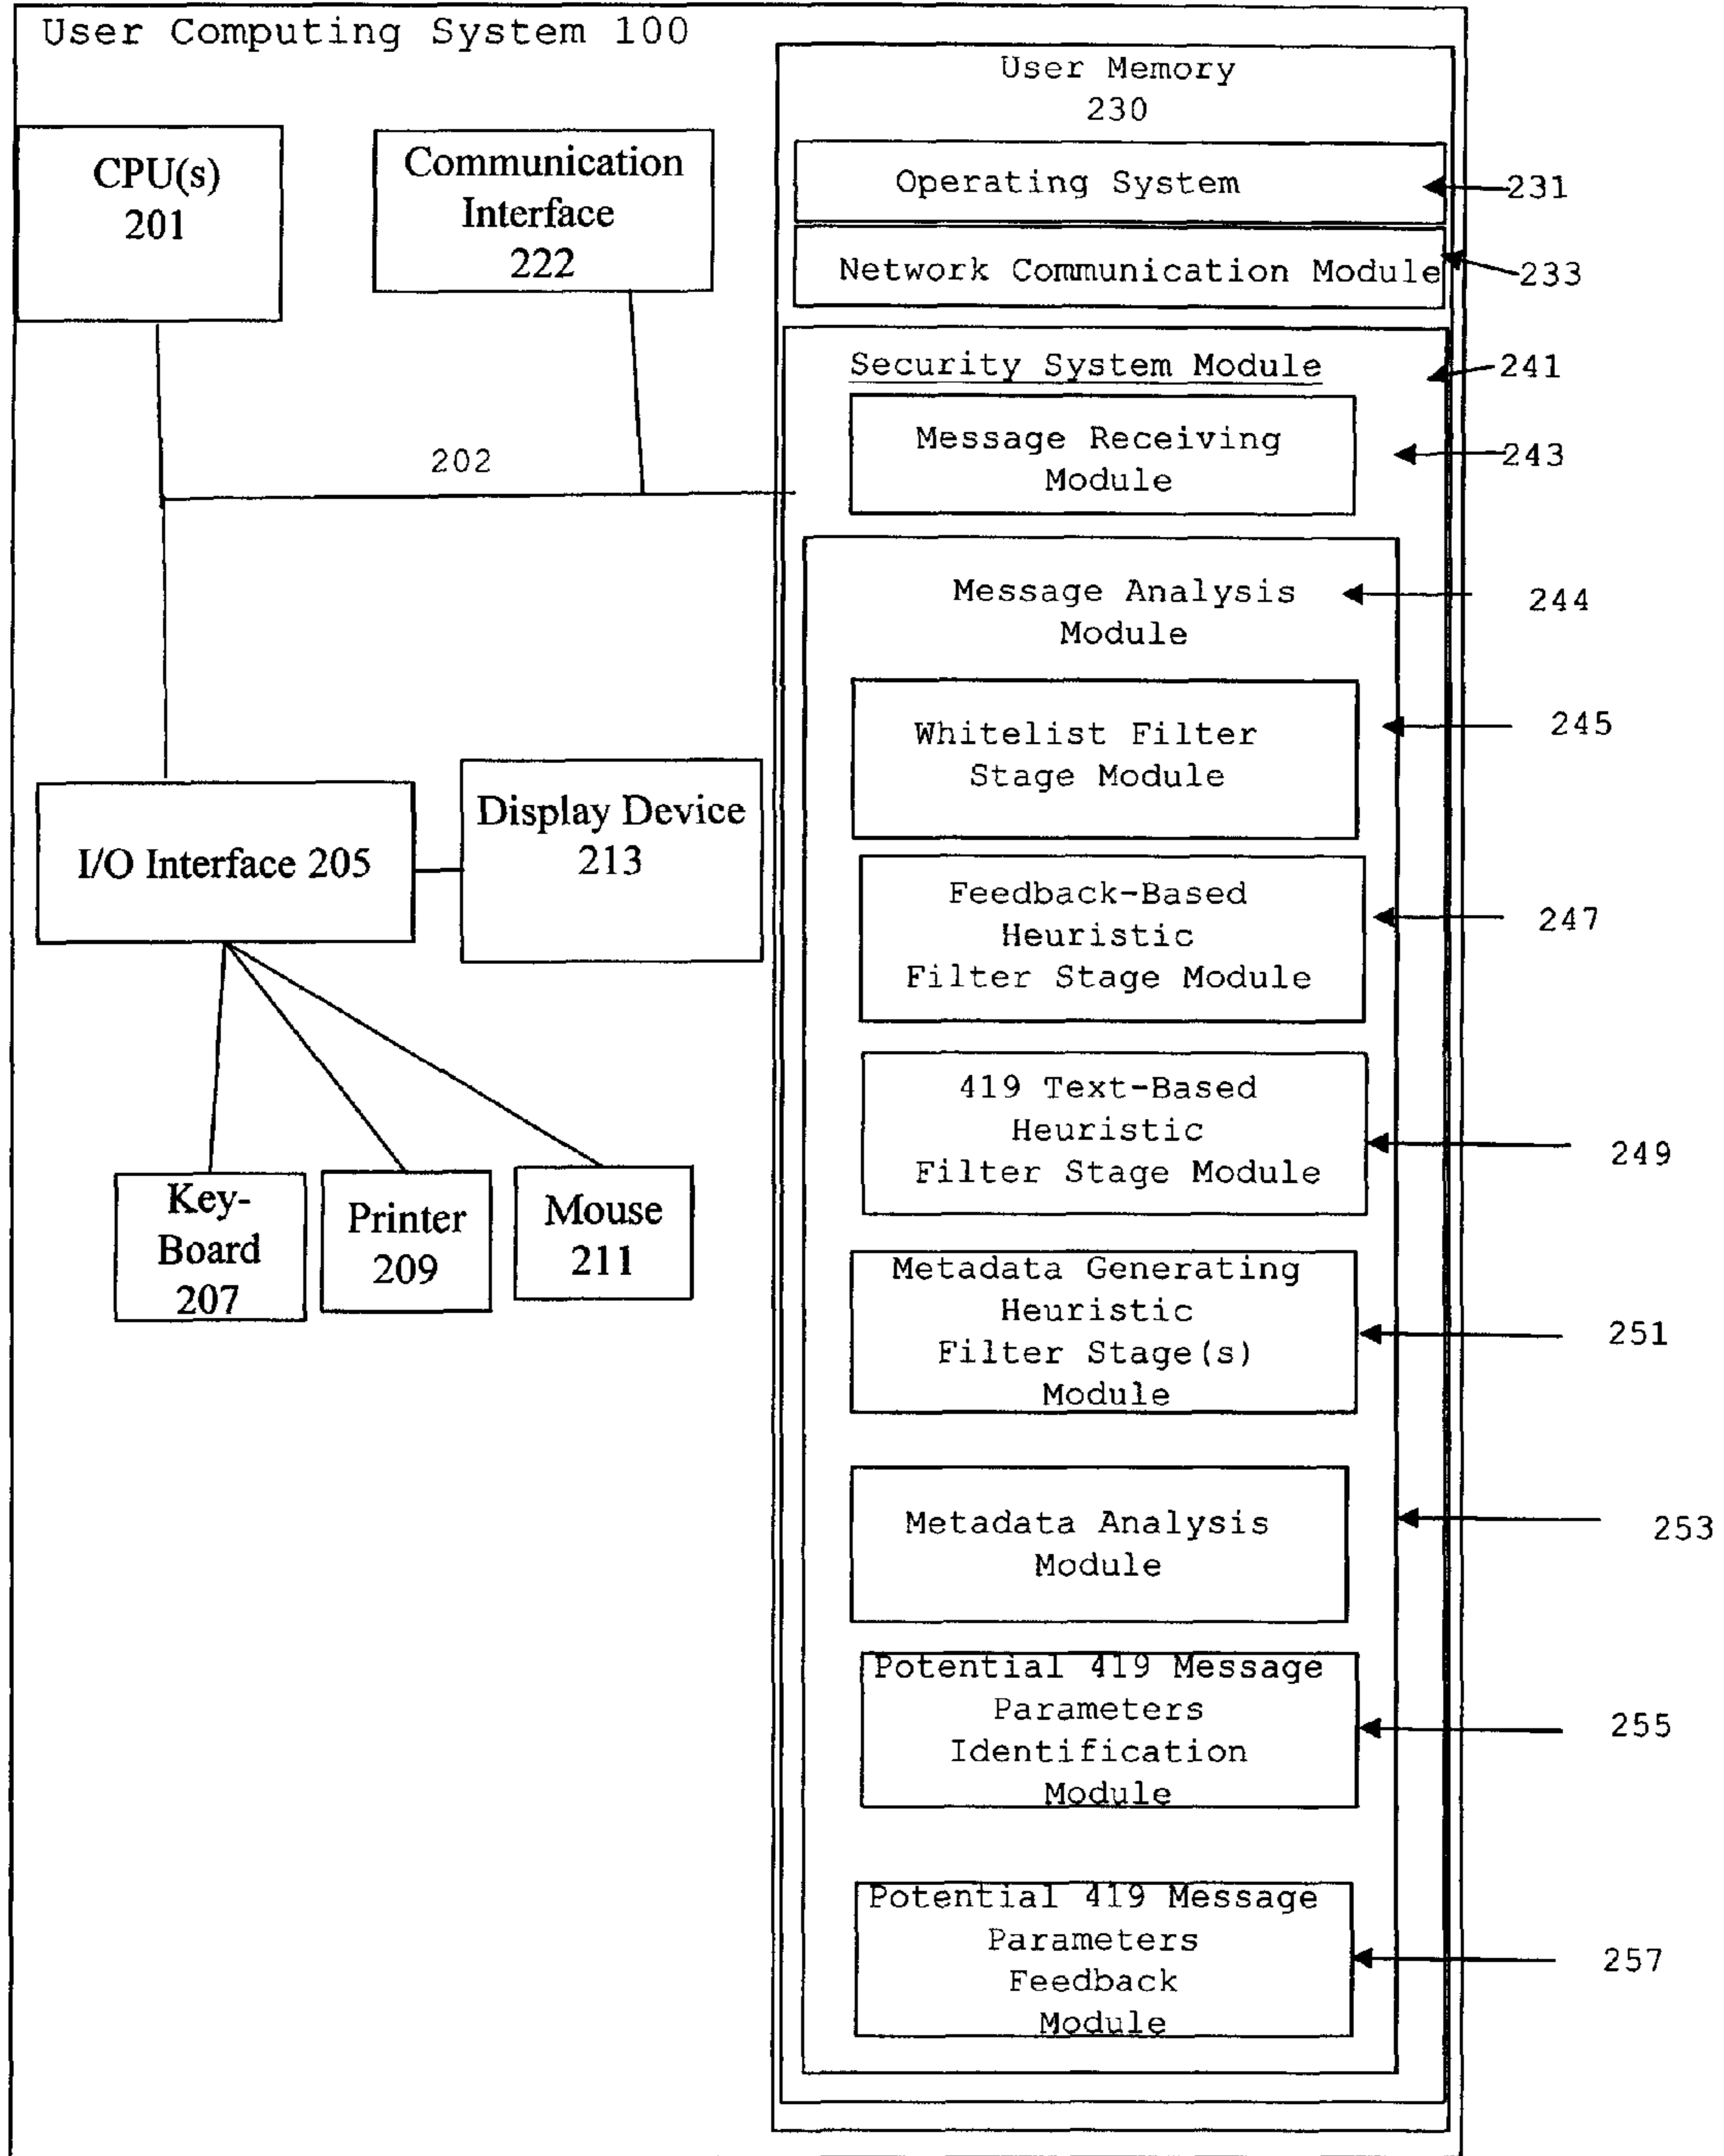 User Computing System 100
User Memory
230
CPU(s)
201
Communication
Interface
222
Operating System
231
Network Communication Module
233
Security System Module
241
Message Receiving
Module
243
202
Message Analysis
Module
244
Whitelist Filter
Stage Module
245
I/O Interface 205
Display Device
213
Feedback-Based
Heuristic
Filter Stage Module
247
419 Text-Based
Heuristic
Filter Stage Module
249
Key-
Board
207
Printer
209
Mouse
211
Metadata Generating
Heuristic
Filter Stage(s)
Module
251
Metadata Analysis
Module
253
Potential 419 Message
Parameters
Identification
Module
255
Potential 419 Message
Parameters
Feedback
Module
257